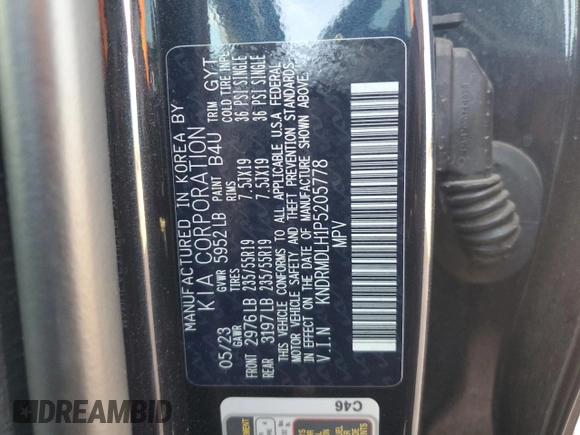 MANUFACTURED IN KOREA BY
KIA CORPORATION
05/23 GVWR 5952LB PAINT B4U TRIM GYT
GAWR TIRES RIMS COLD TIRE INFL
FRONT 2976LB 235/55R19 7.5JX19 36 PSI SINGLE
REAR 3197LB 235/55R19 7.5JX19 36 PSI SINGLE
THIS VEHICLE CONFORMS TO ALL APPLICABLE U.S.A FEDERAL
MOTOR VEHICLE SAFETY AND THEFT PREVENTION STANDARDS
IN EFFECT ON THE DATE OF MANUFACTURE SHOWN ABOVE.
V.I.N KNDRMDLH1P5205778
MPV
C46
DREAMBID